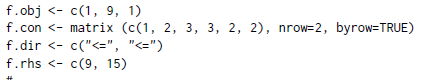 f.obj <- c(1, 9, 1)
f.con <- matrix (c(1, 2, 3, 3, 2, 2), nrow=2, byrow=TRUE)
f.dir <- c("<=", "<=")
f.rhs <- c(9, 15)
#